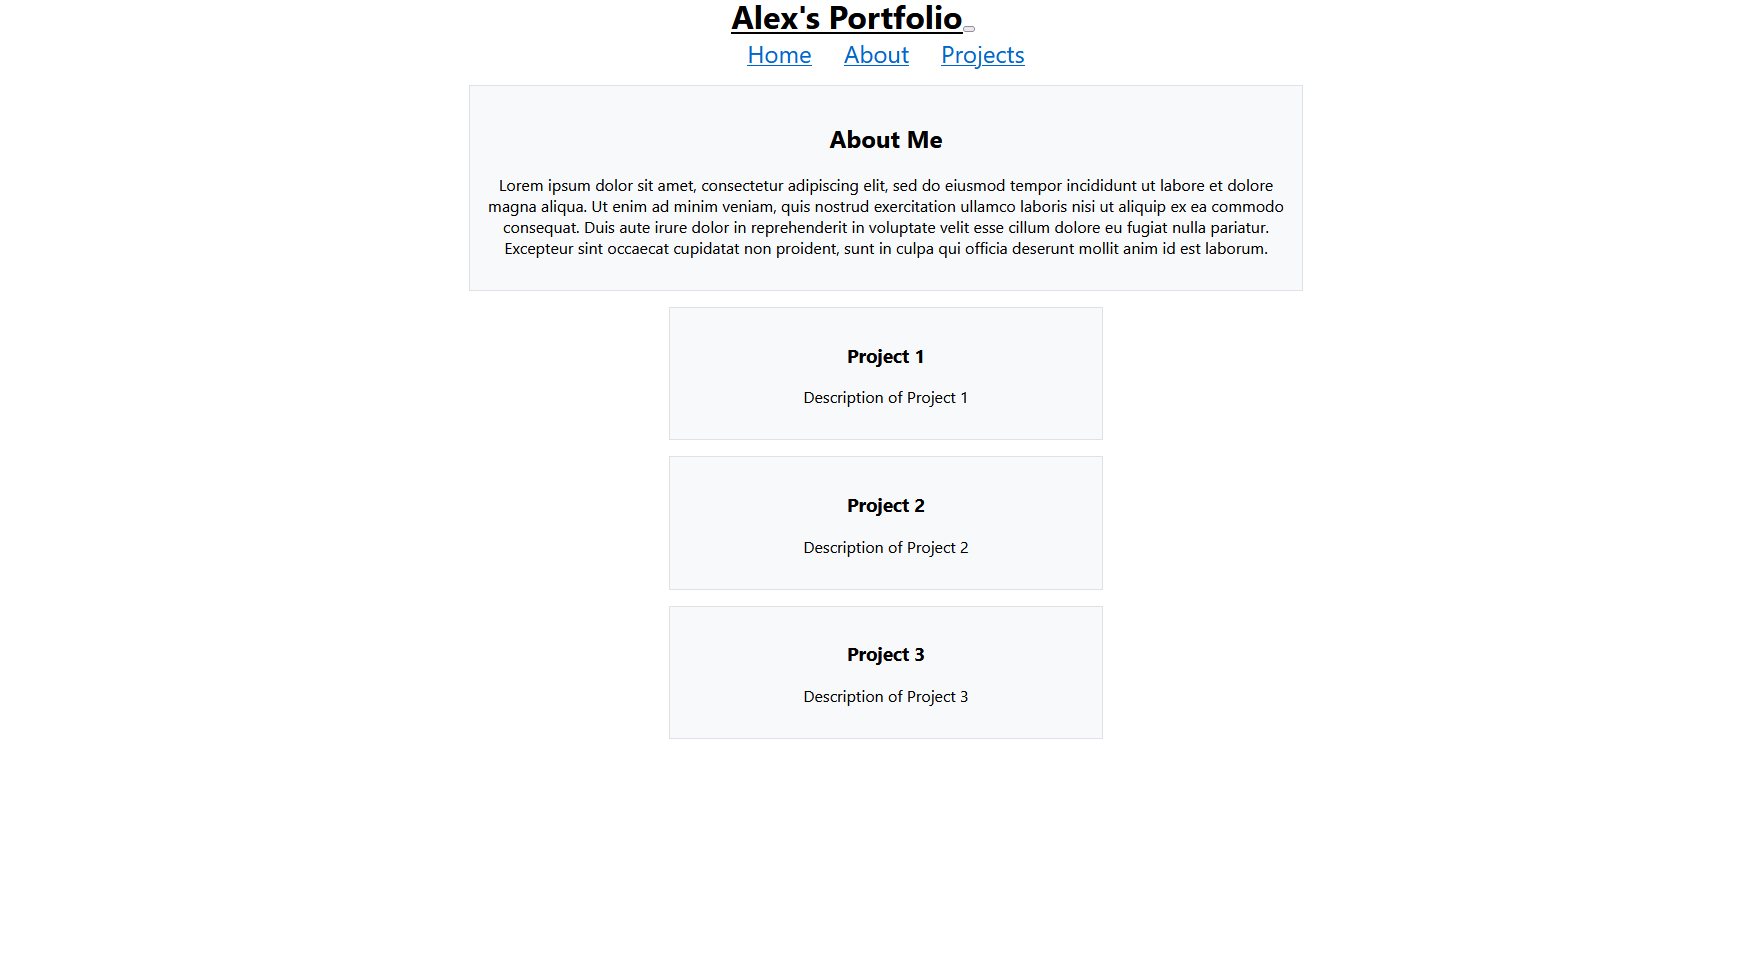 Alex's Portfolio
Home About Projects
About Me
Lorem ipsum dolor sit amet, consectetur adipiscing elit, sed do eiusmod tempor incididunt ut labore et dolore
magna aliqua. Ut enim ad minim veniam, quis nostrud exercitation ullamco laboris nisi ut aliquip ex ea commodo
consequat. Duis aute irure dolor in reprehenderit in voluptate velit esse cillum dolore eu fugiat nulla pariatur.
Excepteur sint occaecat cupidatat non proident, sunt in culpa qui officia deserunt mollit anim id est laborum.
Project 1
Description of Project 1
Project 2
Description of Project 2
Project 3
Description of Project 3